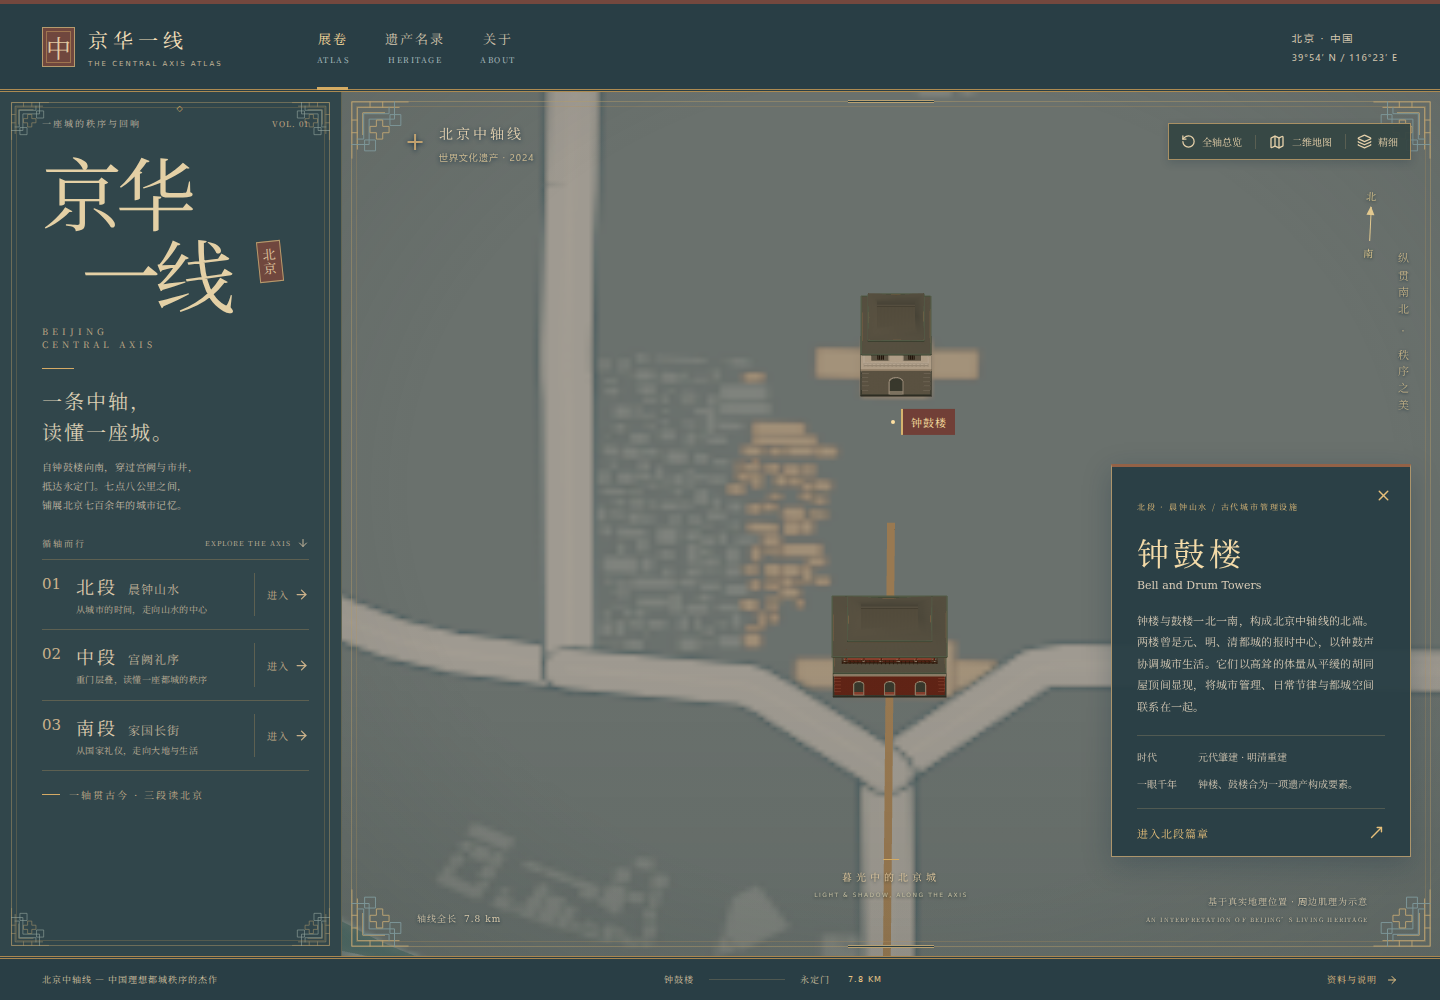 中
京华一线
THE CENTRAL AXIS ATLAS
展卷
ATLAS
遗产名录
HERITAGE
关于
ABOUT
北京 · 中国
39°54′ N / 116°23′ E
一座城的秩序与回响
VOL. 01
京华
一线
北京
BEIJING
CENTRAL AXIS
一条中轴，
读懂一座城。
自钟鼓楼向南，穿过宫阙与市井，
抵达永定门。七点八公里之间，
铺展北京七百余年的城市记忆。
循轴而行
EXPLORE THE AXIS
01 北段 晨钟山水
从城市的时间，走向山水的中心
进入
02 中段 宫阙礼序
重门层叠，读懂一座都城的秩序
进入
03 南段 家国长街
从国家礼仪，走向大地与生活
进入
一轴贯古今 · 三段读北京
北京中轴线
世界文化遗产 · 2024
全轴总览
二维地图
精细
北
南
纵贯南北 · 秩序之美
钟鼓楼
北段 · 晨钟山水 / 古代城市管理设施
钟鼓楼
Bell and Drum Towers
钟楼与鼓楼一北一南，构成北京中轴线的北端。
两楼曾是元、明、清都城的报时中心，以钟鼓声
协调城市生活。它们以高耸的体量从平缓的胡同
屋顶间显现，将城市管理、日常节律与都城空间
联系在一起。
时代 元代肇建 · 明清重建
一眼千年 钟楼、鼓楼合为一项遗产构成要素。
进入北段篇章
暮光中的北京城
LIGHT & SHADOW, ALONG THE AXIS
轴线全长 7.8 km
基于真实地理位置 · 周边肌理为示意
AN INTERPRETATION OF BEIJING'S LIVING HERITAGE
北京中轴线 — 中国理想都城秩序的杰作
钟鼓楼
永定门
7.8 KM
资料与说明